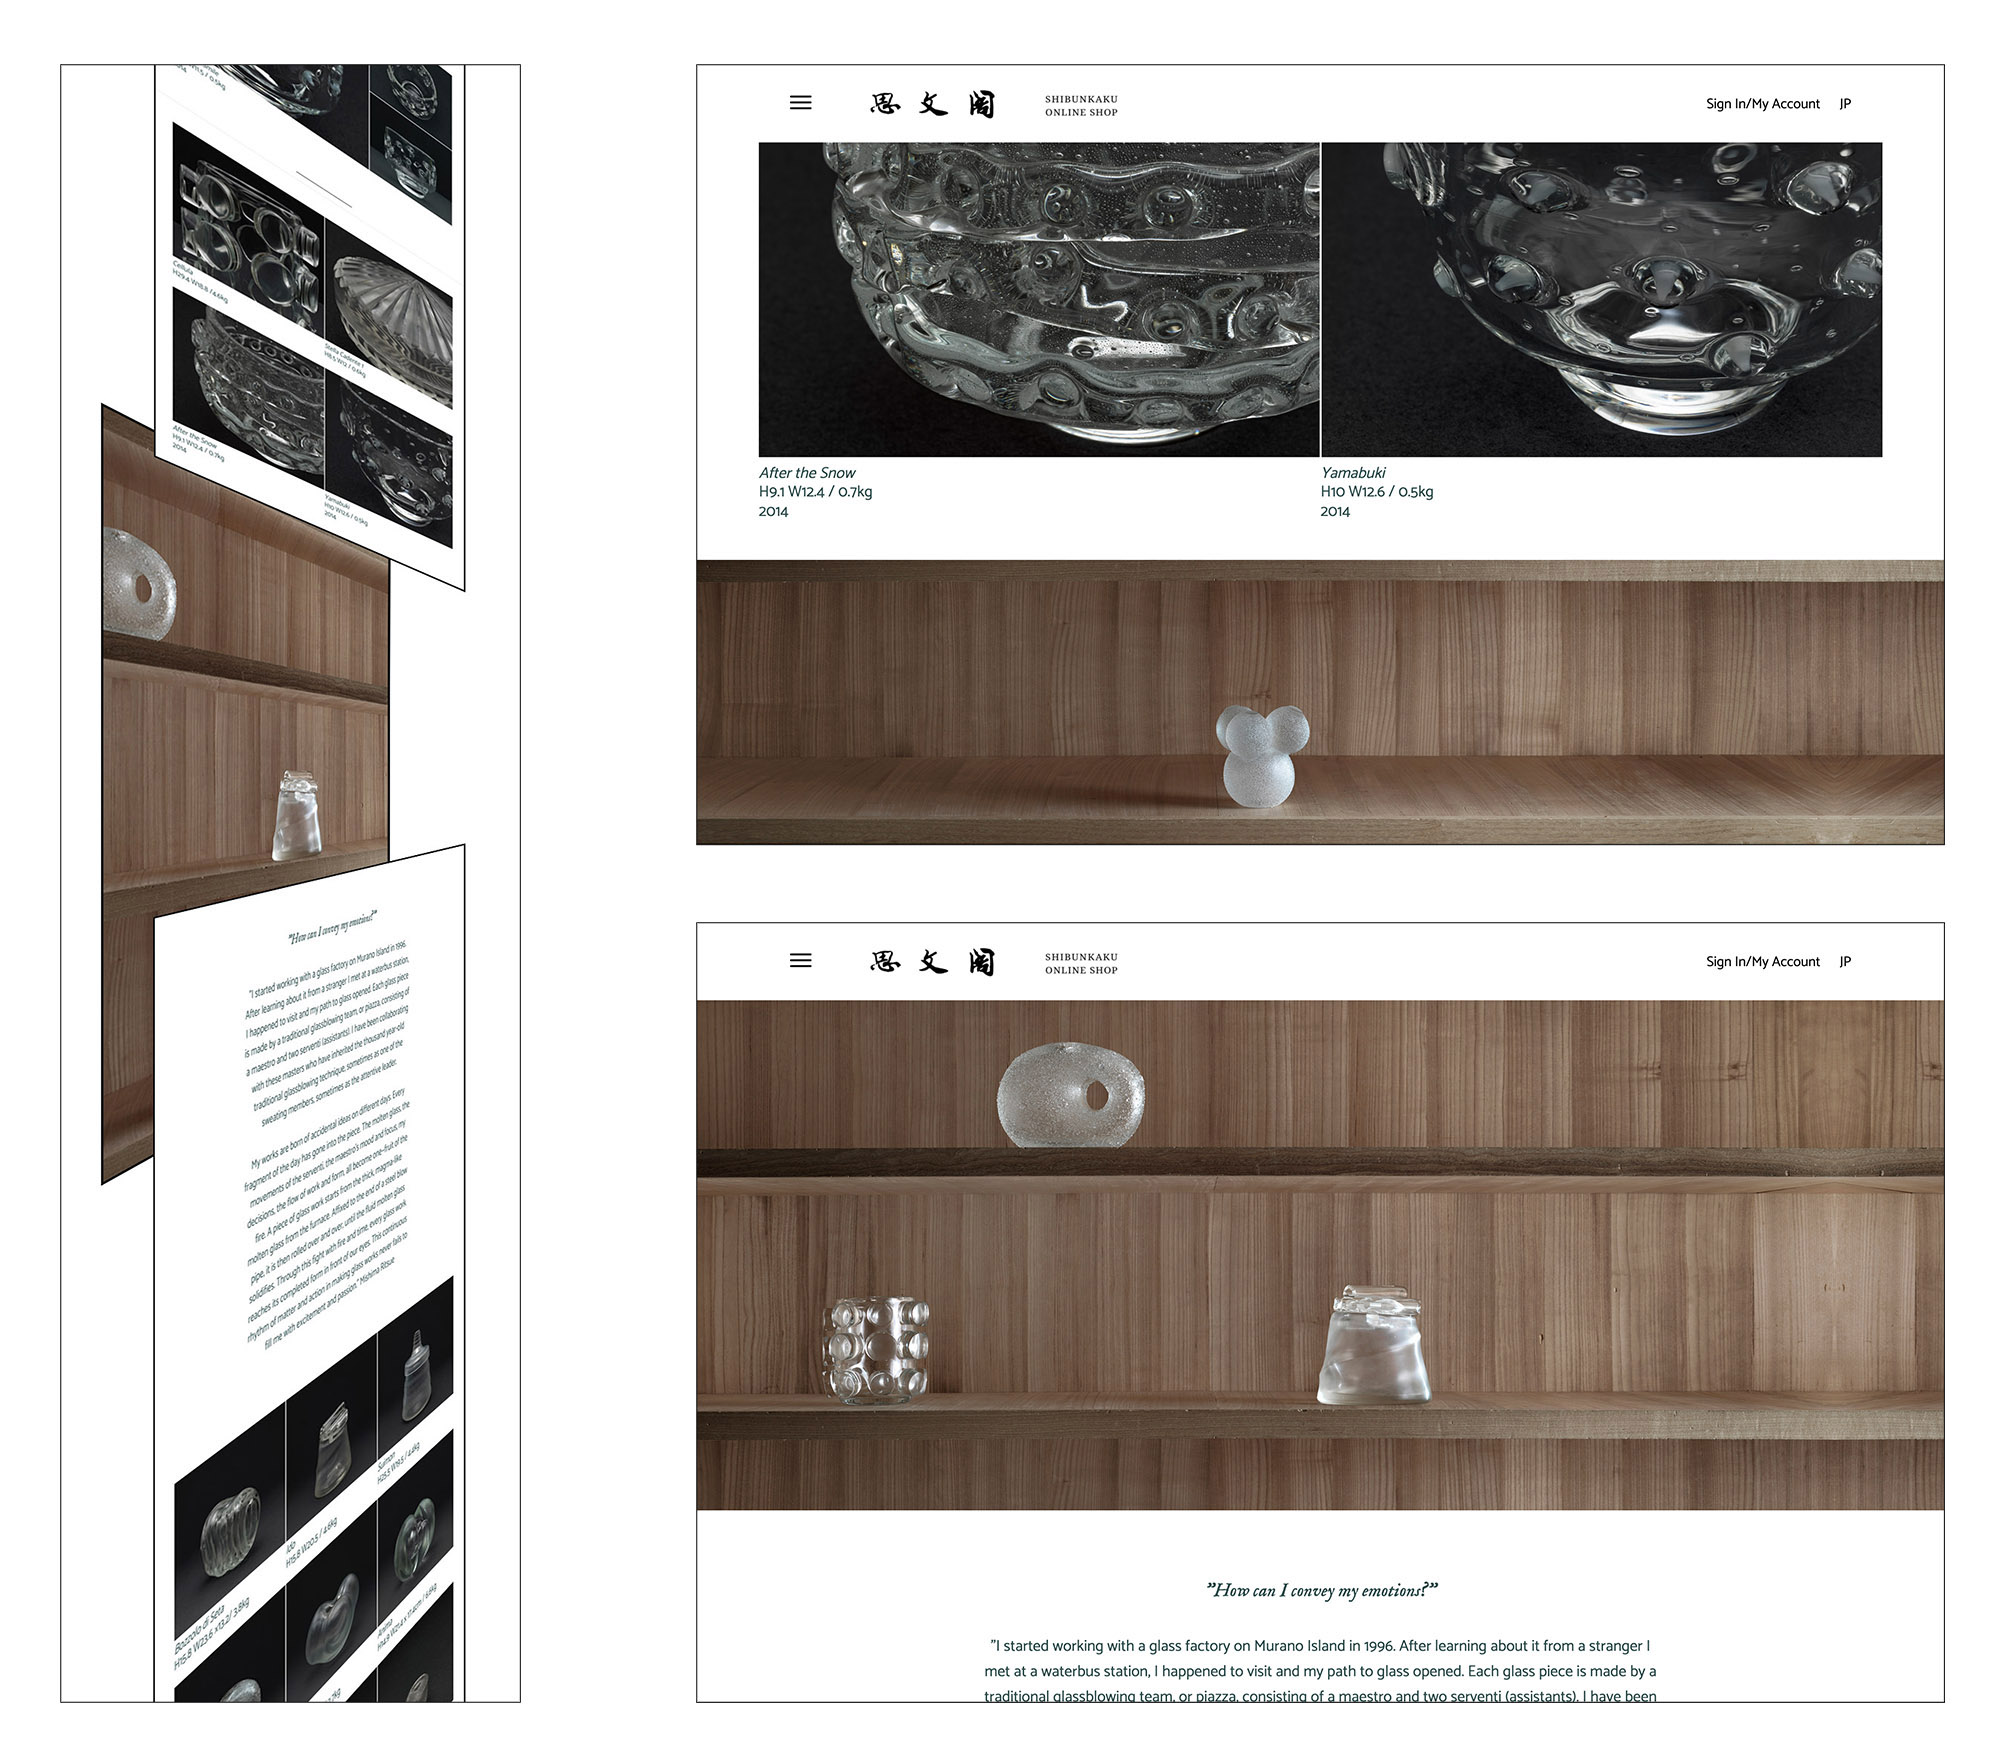 H29.4 W18.8 / 4.6kg
Stella Cadente 1
H8.5 W12.7 / 0.6kg
After the Snow
H9.1 W12.4 / 0.7kg
2014
Yamabuki
H10 W12.6 / 0.5kg
2014
"How can I convey my emotions?"
"I started working with a glass factory on Murano Island in 1996.
After learning about it from a stranger I met at a waterbus station,
I happened to visit and my path to glass opened. Each glass piece
is made by a traditional glassblowing team, or piazza, consisting of
a maestro and two serventi (assistants). I have been collaborating
with these masters who have inherited the thousand year-old
traditional glassblowing technique, sometimes as one of the
sweating members, sometimes as the attentive leader.
My works are born of accidental ideas on different days. Every
fragment of the day has gone into the piece. The molten glass, the
movements of the serventi, the maestro's mood and focus, my
decisions, the flow of work and form, all become one–fruit of the
fire. A piece of glass work starts from the thick, magma-like
molten glass from the furnace. Affixed to the end of a steel blow
pipe, it is then rolled over and over, until the fluid molten glass
solidifies. Through this fight with fire and time, every glass work
reaches its completed form in front of our eyes. This continuous
rhythm of matter and action in making glass works never fails to
fill me with excitement and passion." Mishima Ritsue
Bozzolo di Seta
H15.8 W23.6 x13.2/ 3.8kg
思文閣
SHIBUNKAKU
ONLINE SHOP
Sign In/My Account JP
After the Snow
H9.1 W12.4 / 0.7kg
2014
Yamabuki
H10 W12.6 / 0.5kg
2014
思文閣
SHIBUNKAKU
ONLINE SHOP
Sign In/My Account JP
"How can I convey my emotions?"
"I started working with a glass factory on Murano Island in 1996. After learning about it from a stranger I
met at a waterbus station, I happened to visit and my path to glass opened. Each glass piece is made by a
traditional glassblowing team, or piazza, consisting of a maestro and two serventi (assistants). I have been